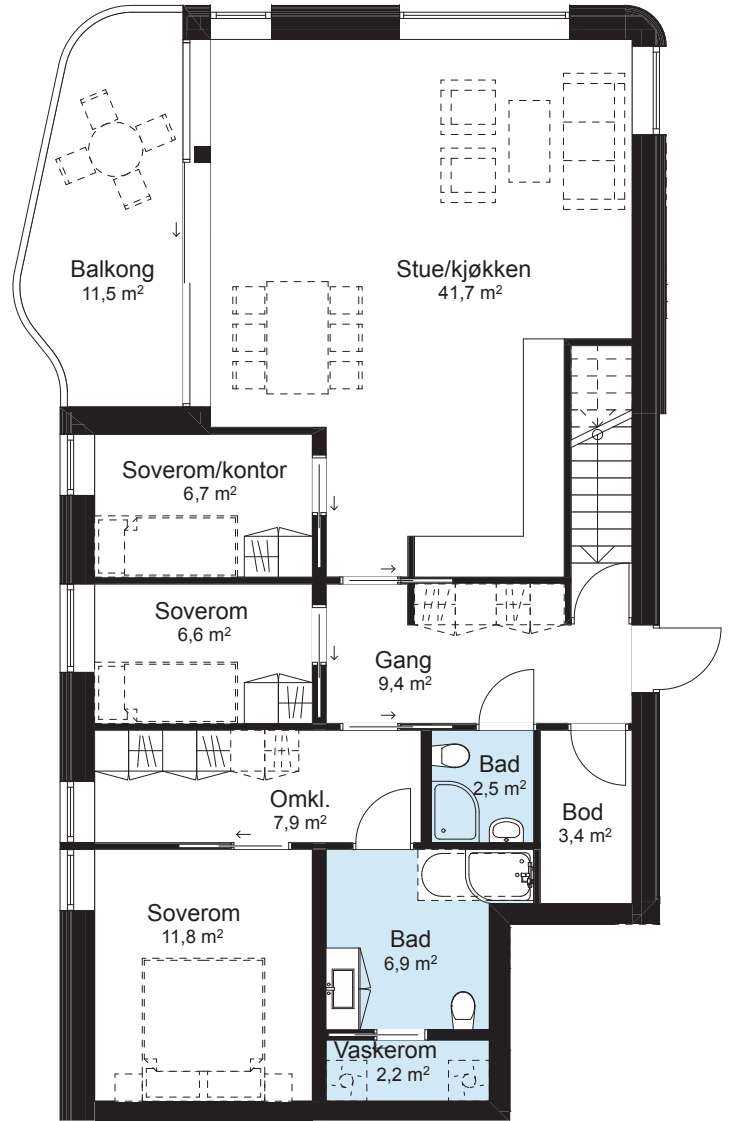 Balkong
11,5 m²
Stue/kjøkken
41,7 m²
Soverom/kontor
6,7 m²
Soverom
6,6 m²
Gang
9,4 m²
Bad
2,5 m²
Omkl.
7,9 m²
Bod
3,4 m²
Soverom
11,8 m²
Bad
6,9 m²
Vaskerom
2,2 m²